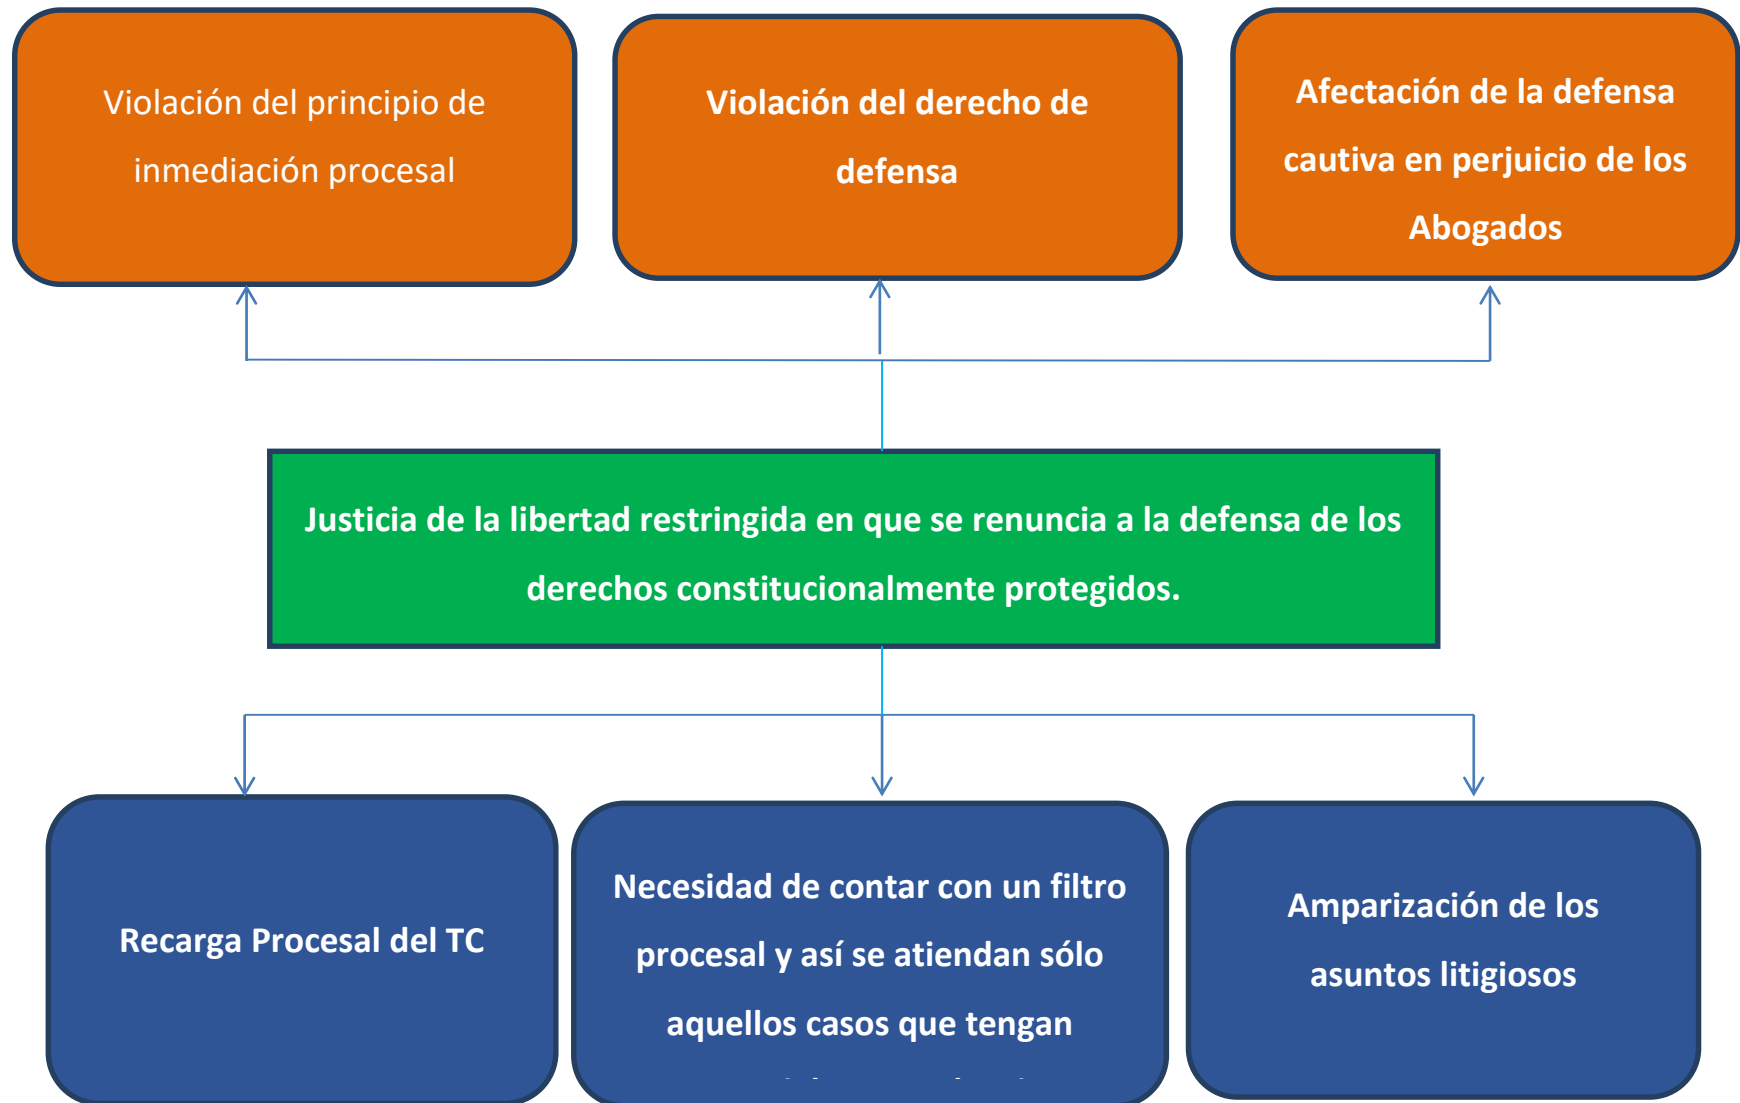 Violación del principio de
inmediación procesal
Violación del derecho de
defensa
Afectación de la defensa
cautiva en perjuicio de los
Abogados
Justicia de la libertad restringida en que se renuncia a la defensa de los
derechos constitucionalmente protegidos.
Recarga Procesal del TC
Necesidad de contar con un filtro
procesal y así se atiendan sólo
aquellos casos que tengan
Amparización de los
asuntos litigiosos